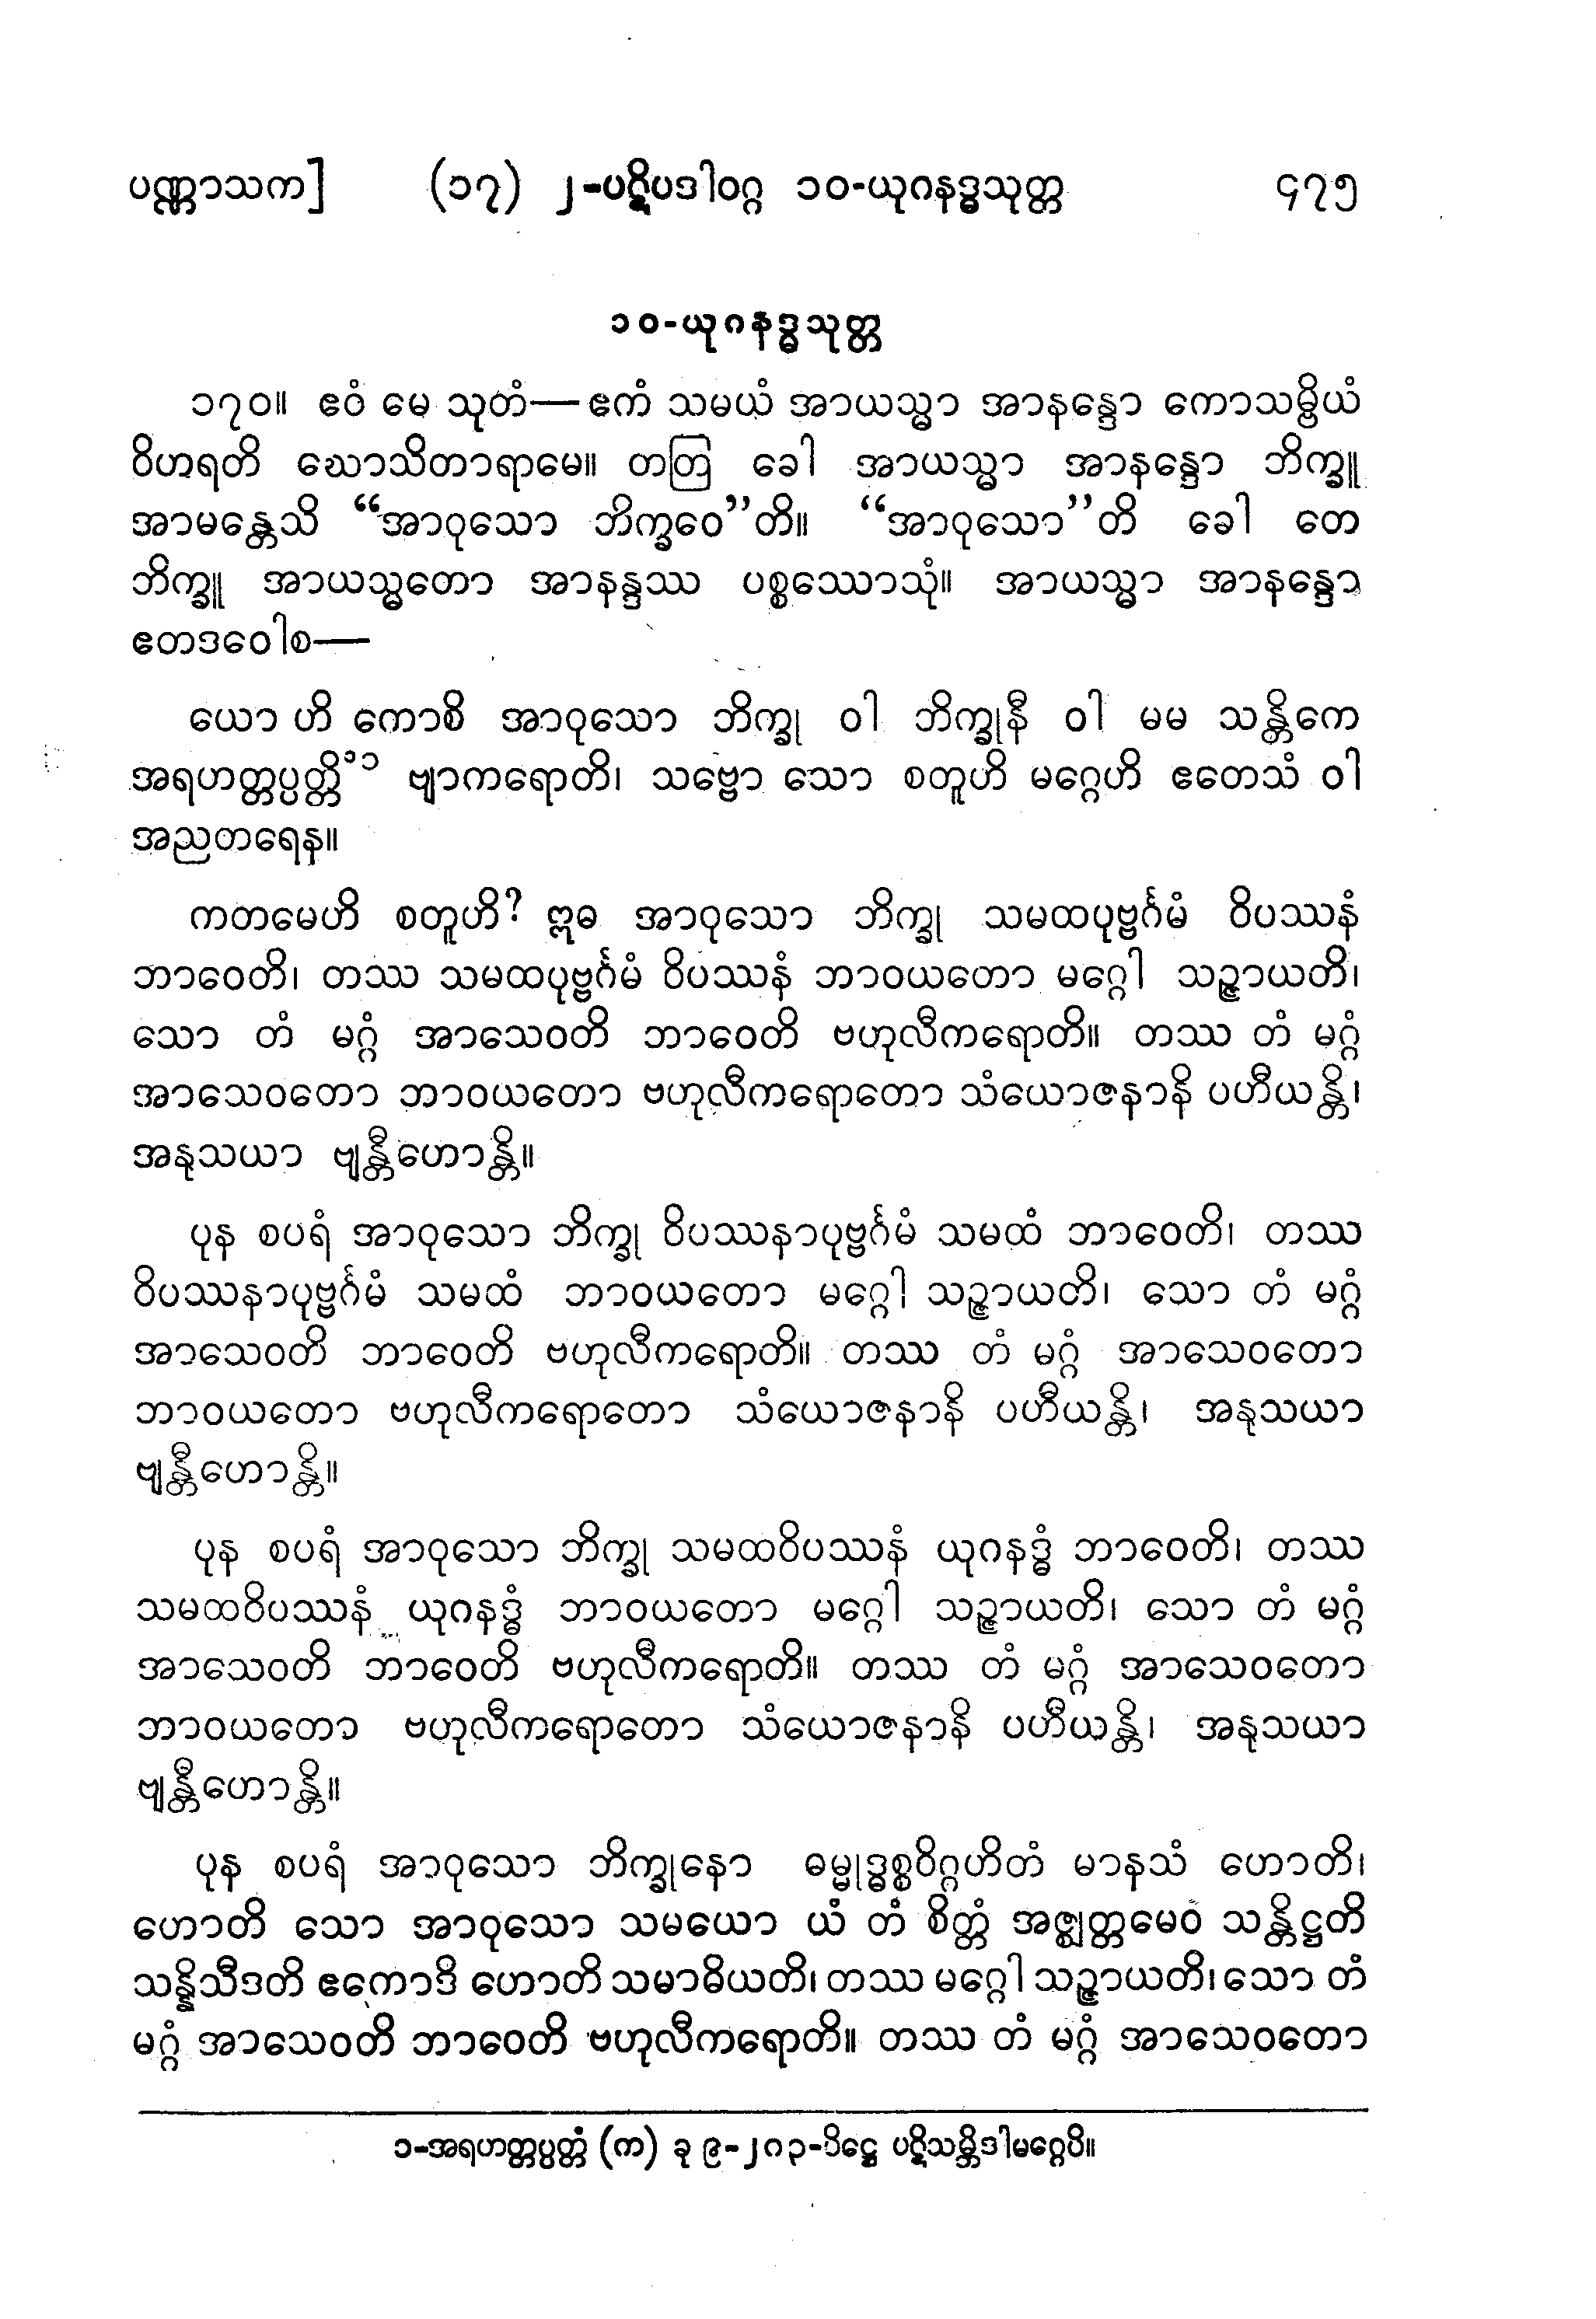 ပဏ္ဏာသက] (၁၇) ၂-ပဋိပဒါဝဂ္ဂ ၁၀-ယုဂနဒ္ဓသုတ္တ ၄၇၅
၁၀-ယုဂနဒ္ဓသုတ္တ
၁၇၀။ ဧဝံ မေ သုတံ— ဧကံ သမယံ အာယသ္မာ အာနန္ဒော ကောသမ္ဗိယံ
ဝိဟရတိ ဃောသိတာရာမေ။ တတြ ခေါ အာယသ္မာ အာနန္ဒော ဘိက္ခူ
အာမန္တေသိ “အာဝုသော ဘိက္ခဝေ”တိ။ “အာဝုသော”တိ ခေါ တေ
ဘိက္ခူ အာယသ္မတော အာနန္ဒဿ ပစ္စဿောသုံ။ အာယသ္မာ အာနန္ဒော
ဧတဒဝေါစ—
ယော ဟိ ကောစိ အာဝုသော ဘိက္ခု ဝါ ဘိက္ခုနီ ဝါ မမ သန္တိကေ
အရဟတ္တပ္ပတ္တိံ၁ ဗျာကရောတိ၊ သဗ္ဗော သော စတူဟိ မဂ္ဂေဟိ ဧတေသံ ဝါ
အညတရေန။
ကတမေဟိ စတူဟိ? ဣဓ အာဝုသော ဘိက္ခု သမထပုဗ္ဗင်္ဂမံ ဝိပဿနံ
ဘာဝေတိ၊ တဿ သမထပုဗ္ဗင်္ဂမံ ဝိပဿနံ ဘာဝယတော မဂ္ဂေါ သဉ္ဇာယတိ၊
သော တံ မဂ္ဂံ အာသေဝတိ ဘာဝေတိ ဗဟုလီကရောတိ။ တဿ တံ မဂ္ဂံ
အာသေဝတော ဘာဝယတော ဗဟုလီကရောတော သံယောဇနာနိ ပဟီယန္တိ၊
အနုသယာ ဗျန္တီဟောန္တိ။
ပုန စပရံ အာဝုသော ဘိက္ခု ဝိပဿနာပုဗ္ဗင်္ဂမံ သမထံ ဘာဝေတိ၊ တဿ
ဝိပဿနာပုဗ္ဗင်္ဂမံ သမထံ ဘာဝယတော မဂ္ဂေါ သဉ္ဇာယတိ၊ သော တံ မဂ္ဂံ
အာသေဝတိ ဘာဝေတိ ဗဟုလီကရောတိ။ တဿ တံ မဂ္ဂံ အာသေဝတော
ဘာဝယတော ဗဟုလီကရောတော သံယောဇနာနိ ပဟီယန္တိ၊ အနုသယာ
ဗျန္တီဟောန္တိ။
ပုန စပရံ အာဝုသော ဘိက္ခု သမထဝိပဿနံ ယုဂနဒ္ဓံ ဘာဝေတိ၊ တဿ
သမထဝိပဿနံ ယုဂနဒ္ဓံ ဘာဝယတော မဂ္ဂေါ သဉ္ဇာယတိ၊ သော တံ မဂ္ဂံ
အာသေဝတိ ဘာဝေတိ ဗဟုလီကရောတိ။ တဿ တံ မဂ္ဂံ အာသေဝတော
ဘာဝယတော ဗဟုလီကရောတော သံယောဇနာနိ ပဟီယန္တိ၊ အနုသယာ
ဗျန္တီဟောန္တိ။
ပုန စပရံ အာဝုသော ဘိက္ခုနော ဓမ္မုဒ္ဓစ္စဝိဂ္ဂဟိတံ မာနသံ ဟောတိ၊
ဟောတိ သော အာဝုသော သမယော ယံ တံ စိတ္တံ အဇ္ဈတ္တမေဝ သန္တိဋ္ဌတိ
သန္နိသီဒတိ ဧကောဒိ ဟောတိ သမာဓိယတိ၊ တဿ မဂ္ဂေါ သဉ္ဇာယတိ၊ သော တံ
မဂ္ဂံ အာသေဝတိ ဘာဝေတိ ဗဟုလီကရောတိ။ တဿ တံ မဂ္ဂံ အာသေဝတော
၁-အရဟတ္တပ္ပတ္တံ (က) ခု ၉-၂၈၃-ပိဋ္ဌေ ပဋိသမ္ဘိဒါမဂ္ဂေပိ။